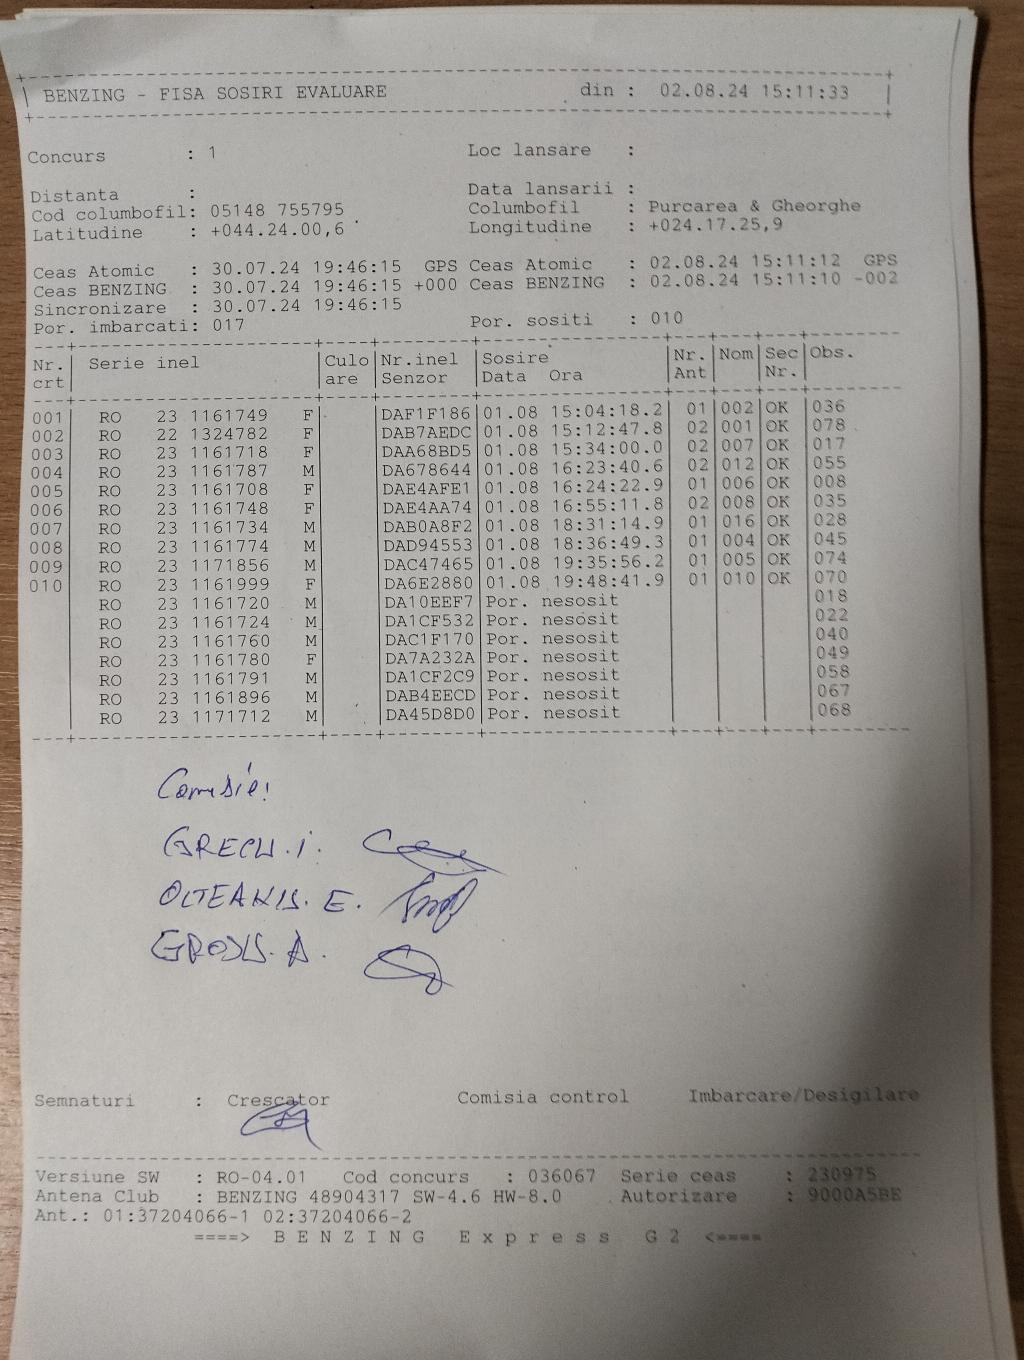 BENZING - FISA SOSIRI EVALUARE din : 02.08.24 15:11:33
Concurs : 1 Loc lansare :
Distanta : Data lansarii :
Cod columbofil: 05148 755795 Columbofil : Purcarea & Gheorghe
Latitudine : +044.24.00,6 Longitudine : +024.17.25,9
Ceas Atomic : 30.07.24 19:46:15 GPS Ceas Atomic : 02.08.24 15:11:12 GPS
Ceas BENZING : 30.07.24 19:46:15 +000 Ceas BENZING : 02.08.24 15:11:10 -002
Sincronizare : 30.07.24 19:46:15
Por. imbarcati: 017 Por. sositi : 010
Nr. Serie inel Culo Nr.inel Sosire Nr. Nom Sec Obs.
crt are Senzor Data Ora Ant Nr.
001 RO 23 1161749 F DAF1F186 01.08 15:04:18.2 01 002 OK 036
002 RO 22 1324782 F DAB7AEDC 01.08 15:12:47.8 02 001 OK 078
003 RO 23 1161718 F DAA68BD5 01.08 15:34:00.0 02 007 OK 017
004 RO 23 1161787 M DA678644 01.08 16:23:40.6 02 012 OK 055
005 RO 23 1161708 F DAE4AFE1 01.08 16:24:22.9 01 006 OK 008
006 RO 23 1161748 F DAE4AA74 01.08 16:55:11.8 02 008 OK 035
007 RO 23 1161734 M DAB0A8F2 01.08 18:31:14.9 01 016 OK 028
008 RO 23 1161774 M DAD94553 01.08 18:36:49.3 01 004 OK 045
009 RO 23 1171856 M DAC47465 01.08 19:35:56.2 01 005 OK 074
010 RO 23 1161999 F DA6E2880 01.08 19:48:41.9 01 010 OK 070
RO 23 1161720 M DA10EEF7 Por. nesosit 018
RO 23 1161724 M DA1CF532 Por. nesosit 022
RO 23 1161760 M DAC1F170 Por. nesosit 040
RO 23 1161780 F DA7A232A Por. nesosit 049
RO 23 1161791 M DA1CF2C9 Por. nesosit 058
RO 23 1161896 M DAB4EECD Por. nesosit 067
RO 23 1171712 M DA45D8D0 Por. nesosit 068
GRECU. I.
OLTEANU. E.
Semnaturi : Crescator Comisia control Imbarcare/Desigilare
Versiune SW : RO-04.01 Cod concurs : 036067 Serie ceas : 230975
Antena Club : BENZING 48904317 SW-4.6 HW-8.0 Autorizare : 9000A5BE
Ant.: 01:37204066-1 02:37204066-2
====> B E N Z I N G E x p r e s s G 2 <====